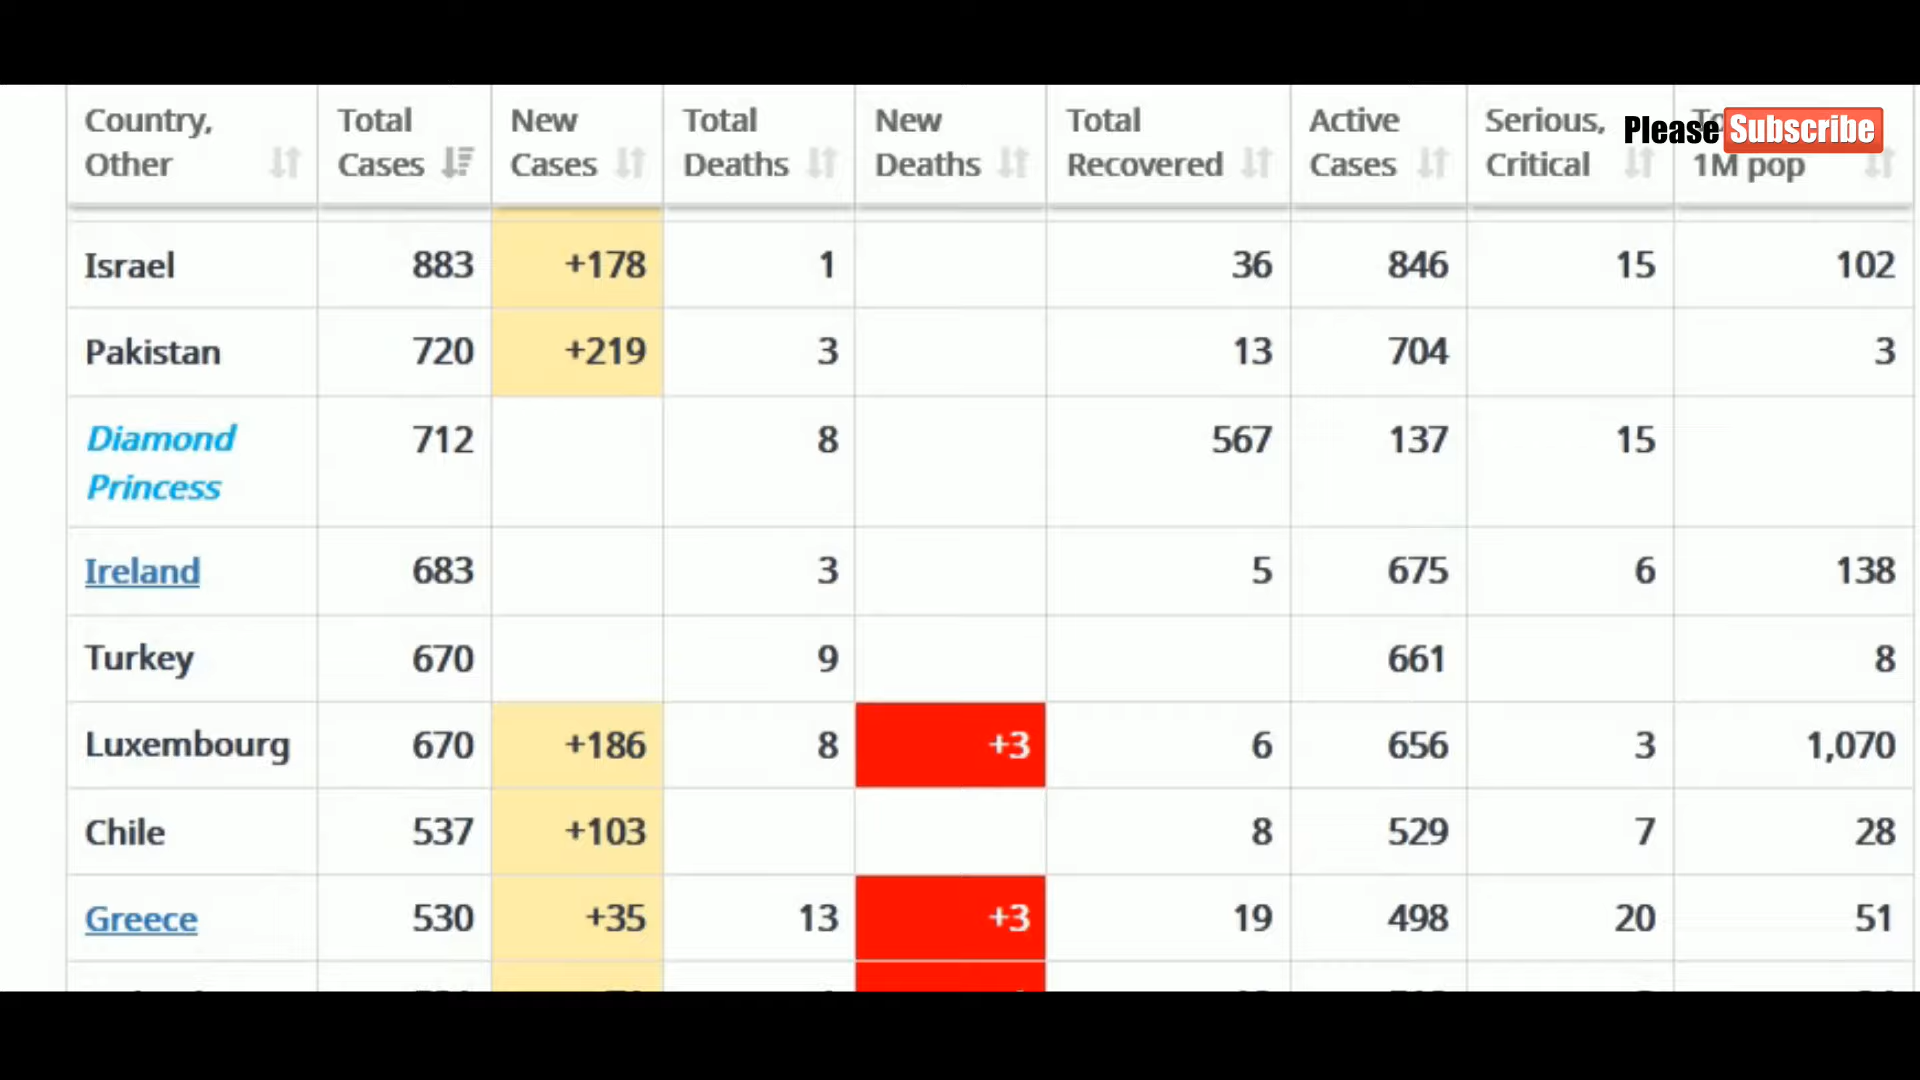 Country, Other Total Cases New Cases Total Deaths New Deaths Total Recovered Active Cases Serious, Critical 1M pop
Please Subscribe
Israel 883 +178 1 36 846 15 102
Pakistan 720 +219 3 13 704 3
Diamond Princess 712 8 567 137 15
Ireland 683 3 5 675 6 138
Turkey 670 9 661 8
Luxembourg 670 +186 8 +3 6 656 3 1,070
Chile 537 +103 8 529 7 28
Greece 530 +35 13 +3 19 498 20 51